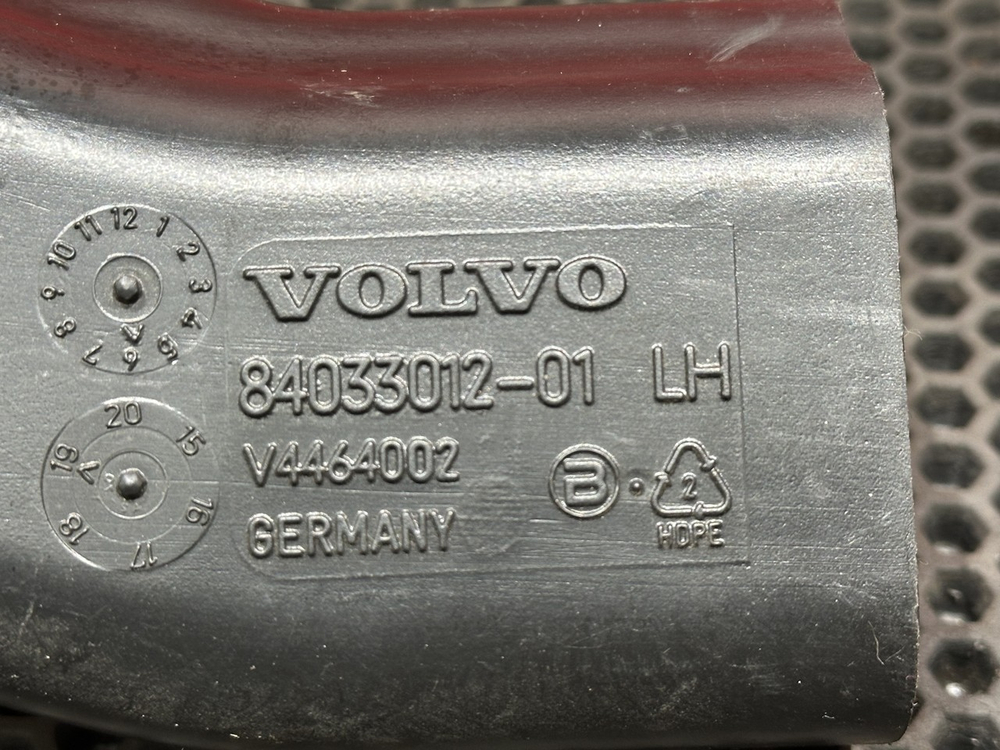 12 1 2 3 4 5 6 7 8 9 10 11
20 15 16 17 18 19
VOLVO
84033012-01 LH
V4464002
GERMANY
B
2
HDPE